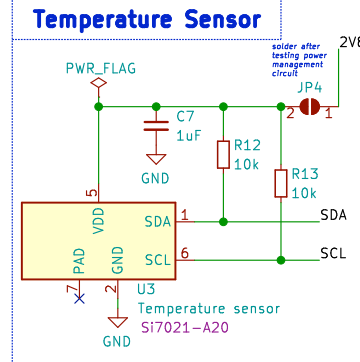 Temperature Sensor
solder after
testing power
management
circuit
PWR_FLAG
JP4
2
1
C7
1uF
GND
R12
10k
R13
10k
5
VDD
SDA
1
SDA
SCL
6
SCL
PAD
GND
7
2
U3
Temperature sensor
Si7021-A20
GND